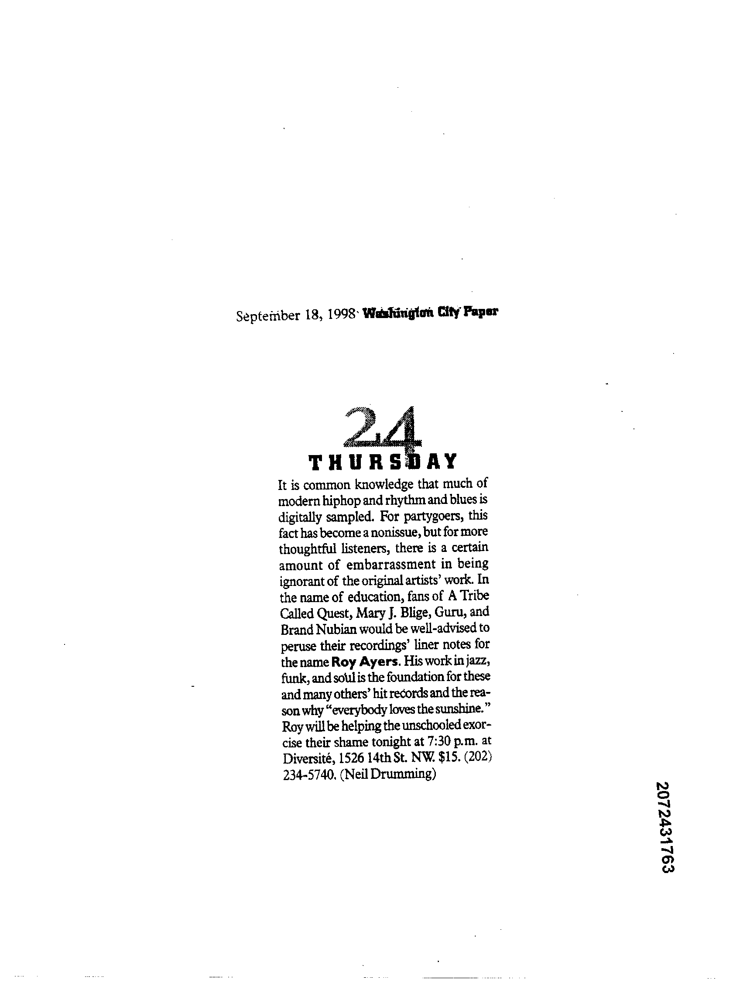 September 18, 1998 Washington City Paper
24
THURSDAY
It is common knowledge that much of
modern hiphop and rhythm and blues is
digitally sampled. For partygoers, this
fact has become a nonissue, but for more
thoughtful listeners, there is a certain
amount of embarrassment in being
ignorant of the original artists' work. In
the name of education, fans of A Tribe
Called Quest, Mary J. Blige, Guru, and
Brand Nubian would be well-advised to
peruse their recordings' liner notes for
the name Roy Ayers. His work in jazz,
funk, and soul is the foundation for these
and many others' hit records and the rea-
son why "everybody loves the sunshine."
Roy will be helping the unschooled exor-
cise their shame tonight at 7:30 p.m. at
Diversité, 1526 14th St. NW. $15. (202)
234-5740. (Neil Drumming)
2072431763